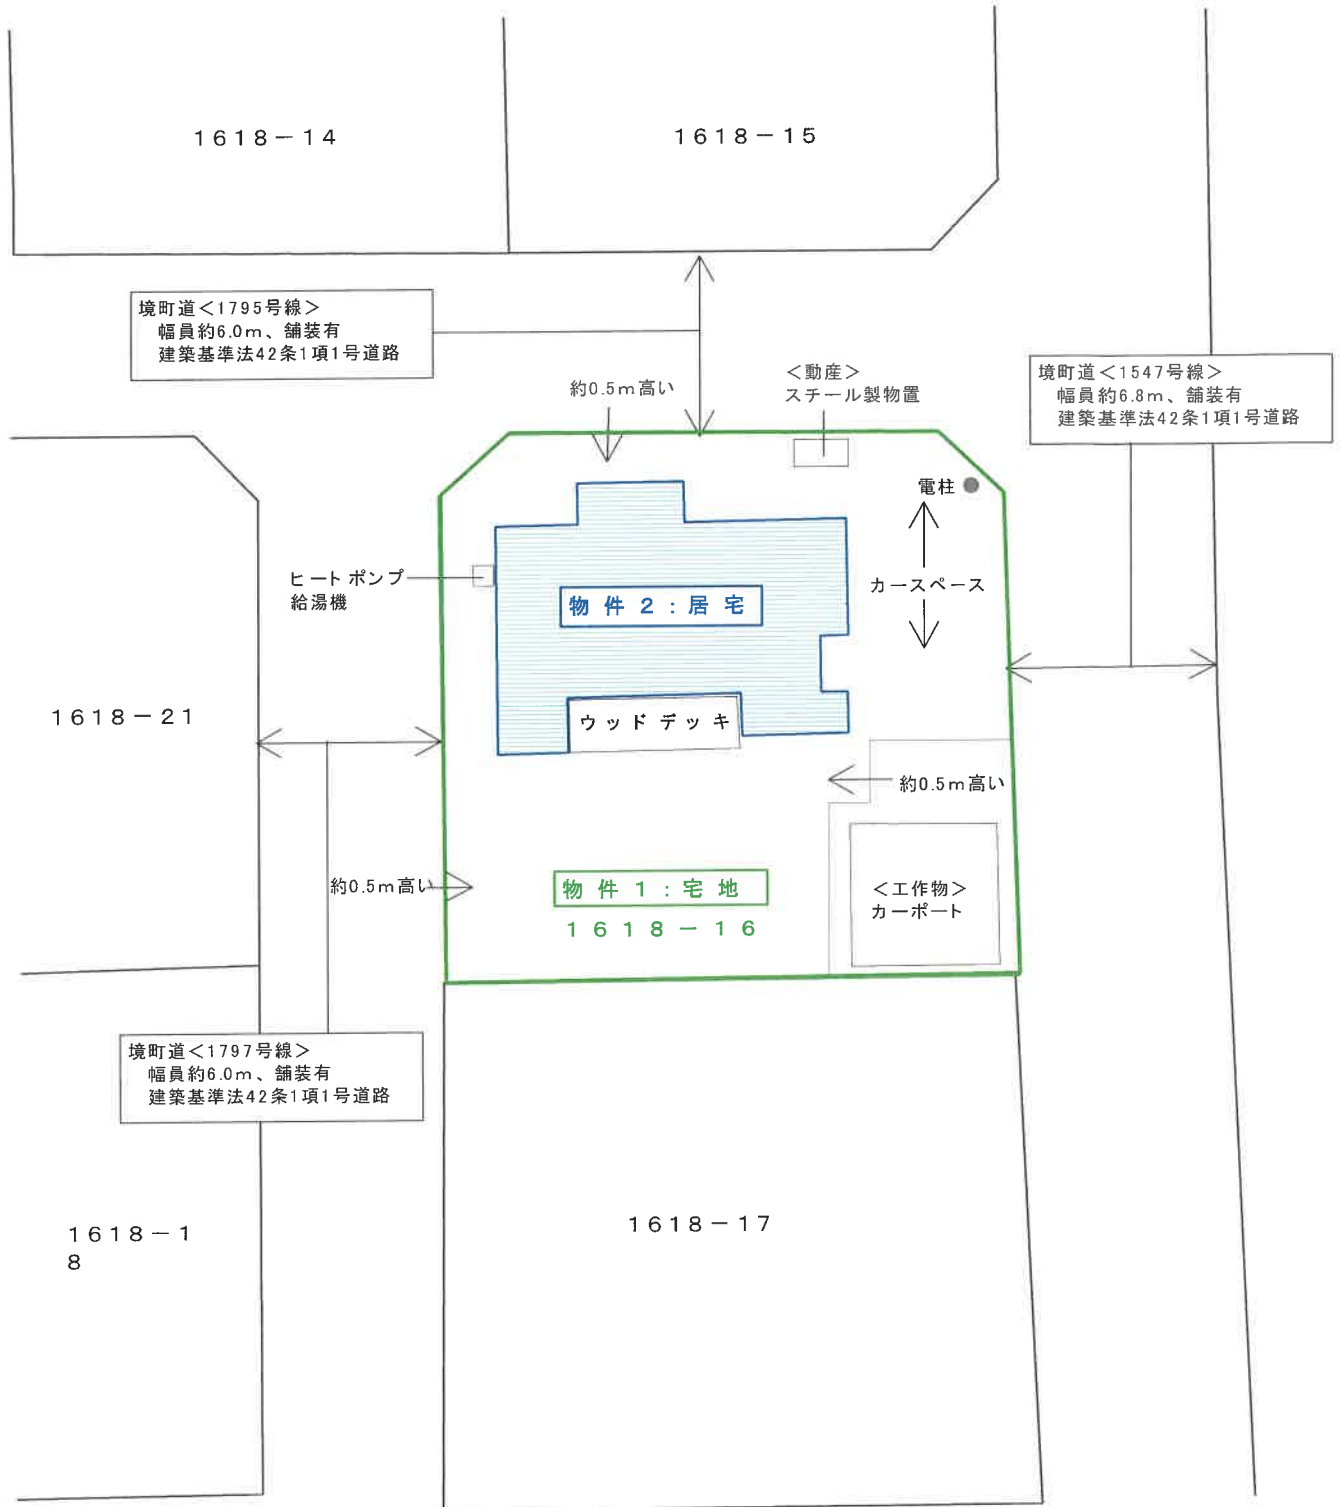 1618-14
1618-15
境町道<1795号線>
幅員約6.0m、舗装有
建築基準法42条1項1号道路
境町道<1547号線>
幅員約6.8m、舗装有
建築基準法42条1項1号道路
約0.5m高い
<動産>
スチール製物置
電柱
ヒートポンプ
給湯機
物件2:居宅
カースペース
1618-21
ウッドデッキ
約0.5m高い
約0.5m高い
物件1:宅地
1618-16
<工作物>
カーポート
境町道<1797号線>
幅員約6.0m、舗装有
建築基準法42条1項1号道路
1618-1
8
1618-17